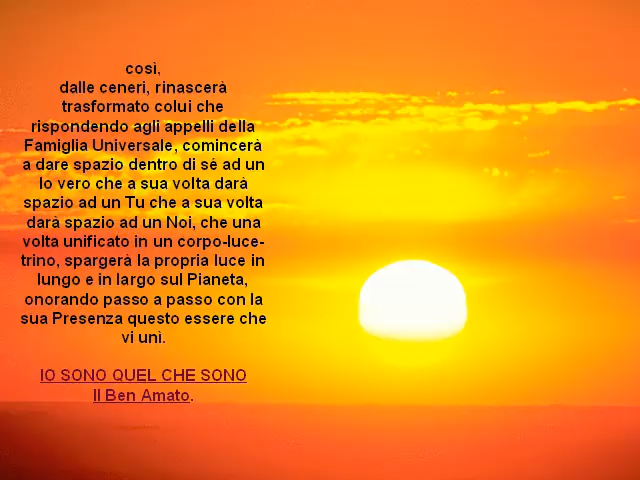 così,
dalle ceneri, rinascerà
trasformato colui che
rispondendo agli appelli della
Famiglia Universale, comincerà
a dare spazio dentro di sé ad un
Io vero che a sua volta darà
spazio ad un Tu che a sua volta
darà spazio ad un Noi, che una
volta unificato in un corpo-luce-
trino, spargerà la propria luce in
lungo e in largo sul Pianeta,
onorando passo a passo con la
sua Presenza questo essere che
vi unì.
IO SONO QUEL CHE SONO
Il Ben Amato.